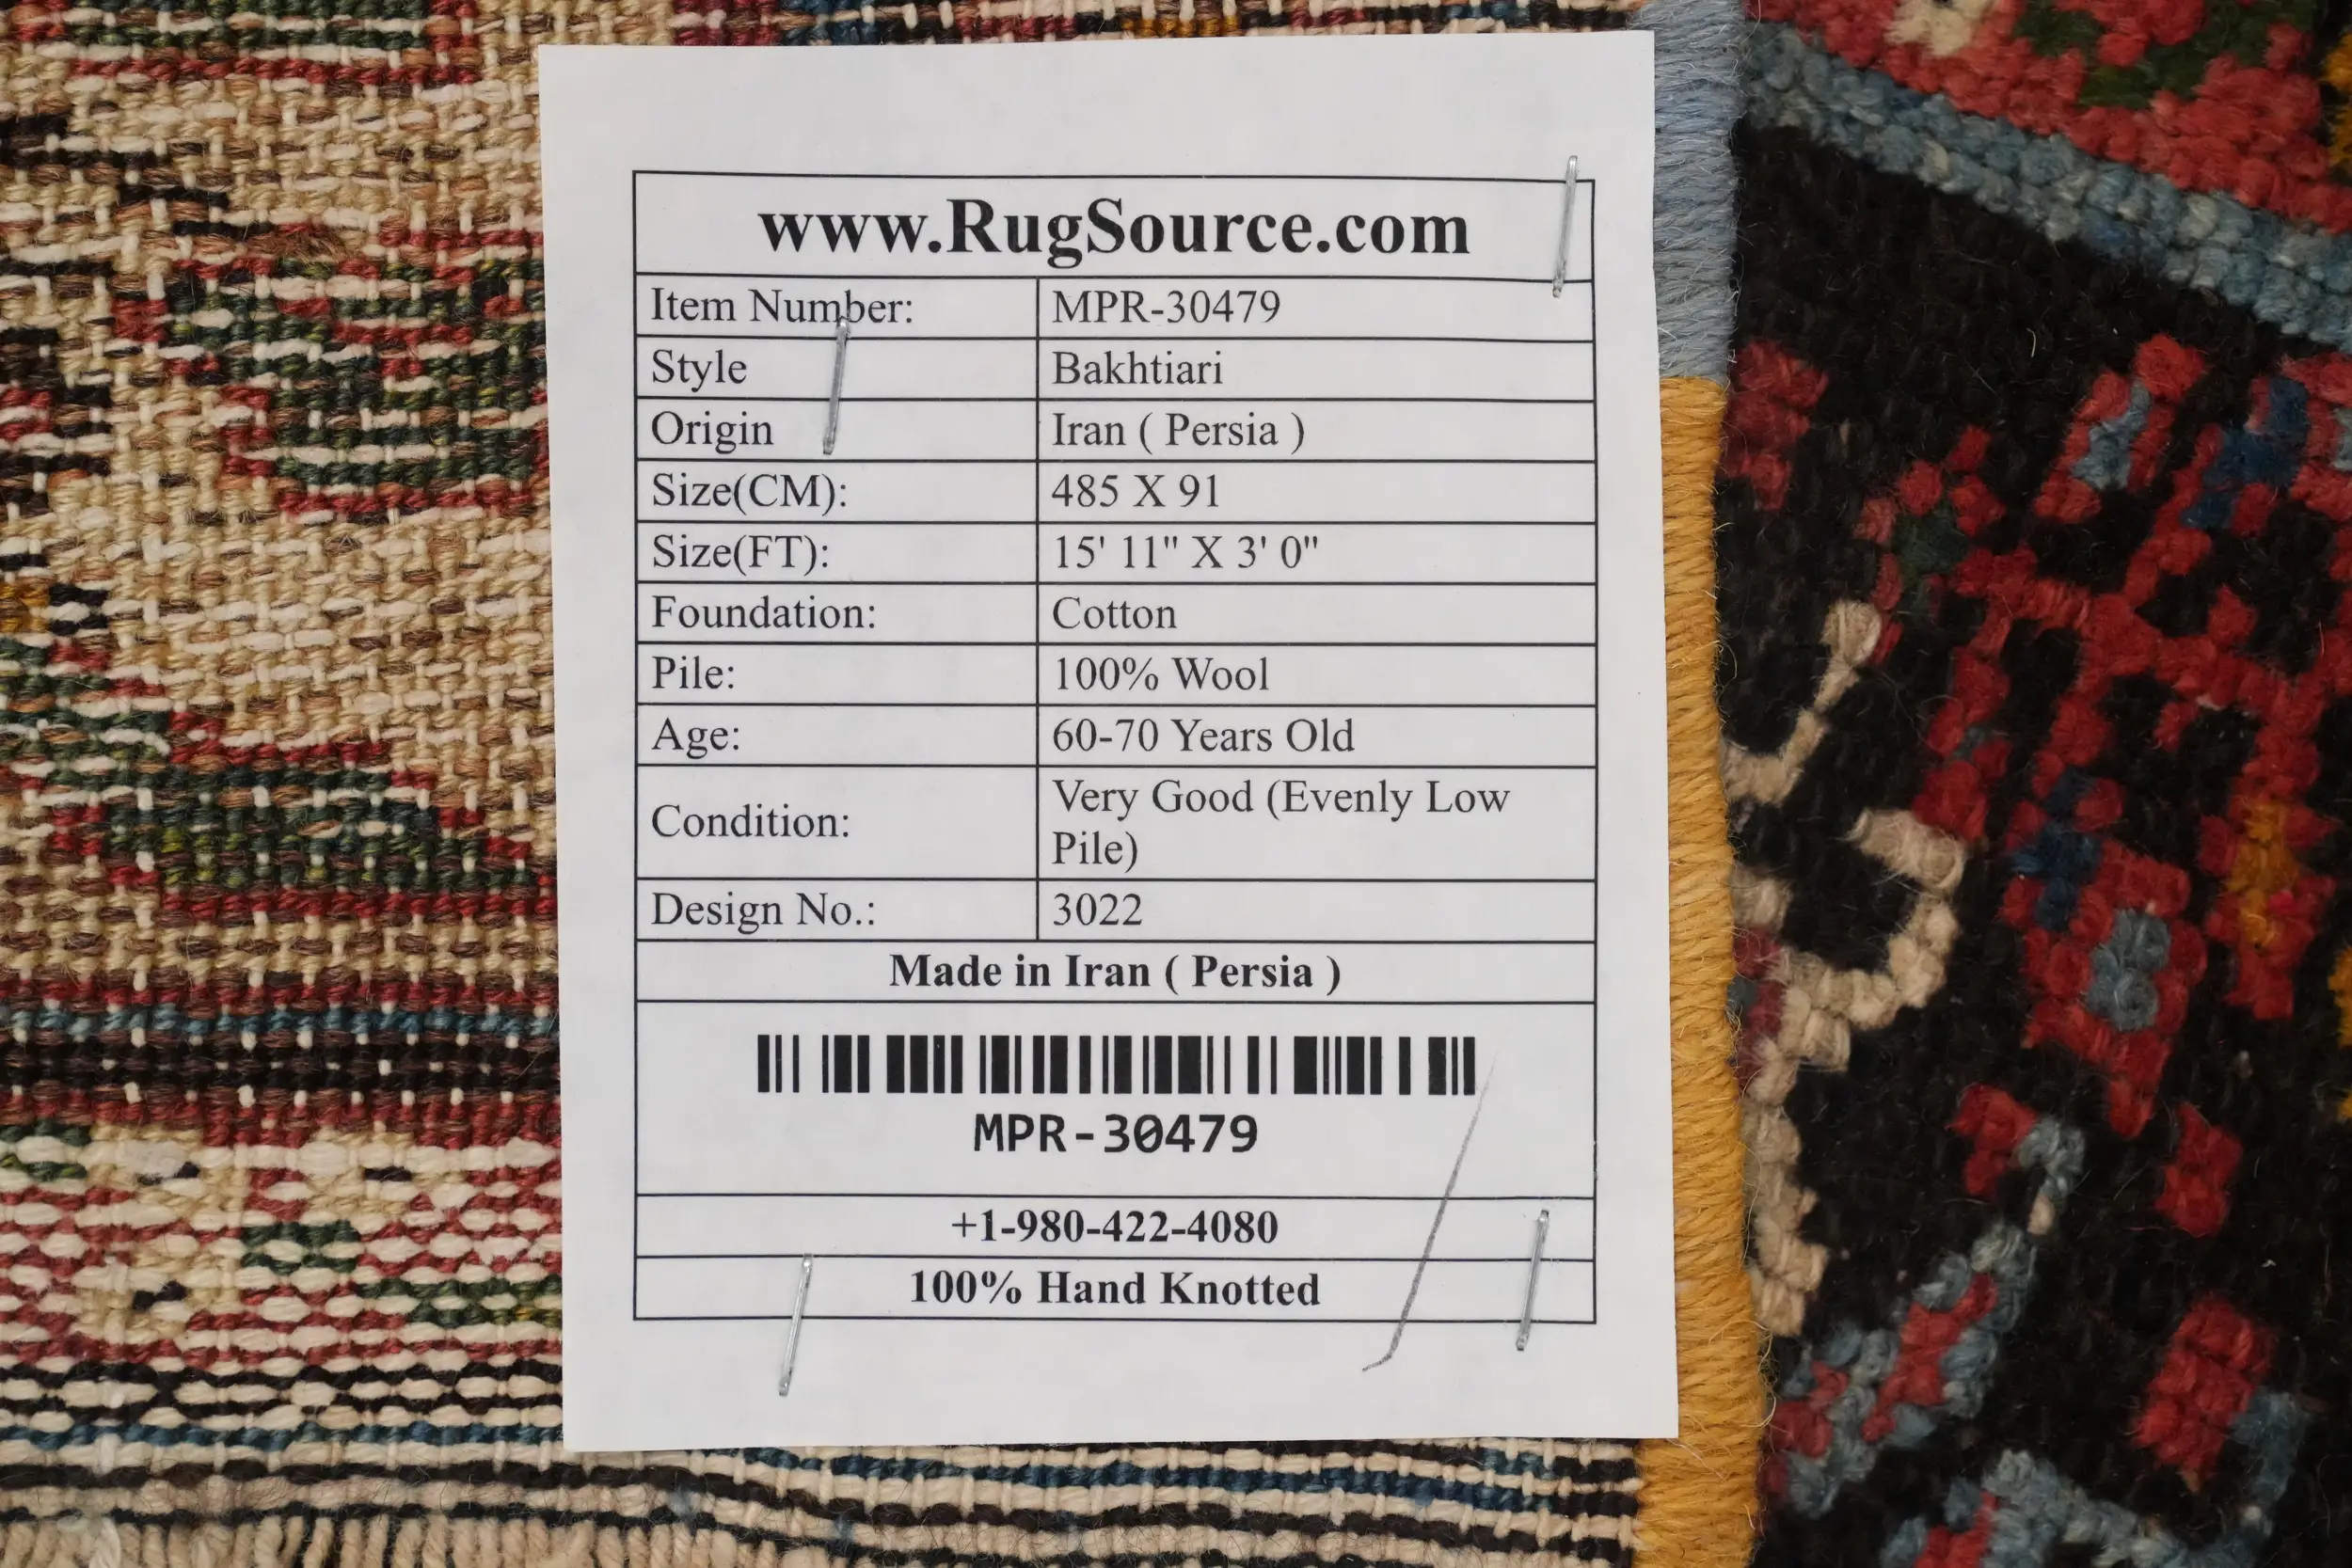 www.RugSource.com
Item Number: MPR-30479
Style Bakhtiari
Origin Iran ( Persia )
Size(CM): 485 X 91
Size(FT): 15' 11" X 3' 0"
Foundation: Cotton
Pile: 100% Wool
Age: 60-70 Years Old
Condition: Very Good (Evenly Low
Pile)
Design No.: 3022
Made in Iran ( Persia )
MPR-30479
+1-980-422-4080
100% Hand Knotted